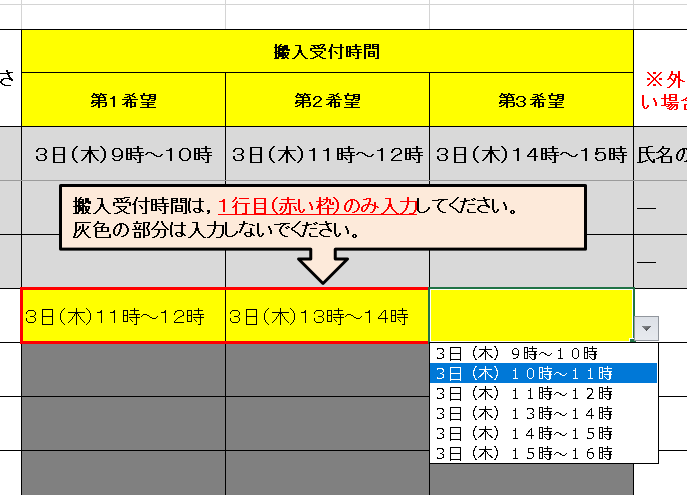 搬入受付時間
さ
第１希望
第２希望
第３希望
※外
い場合
３日(木)９時～１０時
３日(木)１１時～１２時
３日(木)１４時～１５時
氏名の
搬入受付時間は，１行目(赤い枠)のみ入力してください。
灰色の部分は入力しないでください。
―
―
３日(木)１１時～１２時
３日(木)１３時～１４時
３日（木）９時～１０時
３日（木）１０時～１１時
３日（木）１１時～１２時
３日（木）１３時～１４時
３日（木）１４時～１５時
３日（木）１５時～１６時